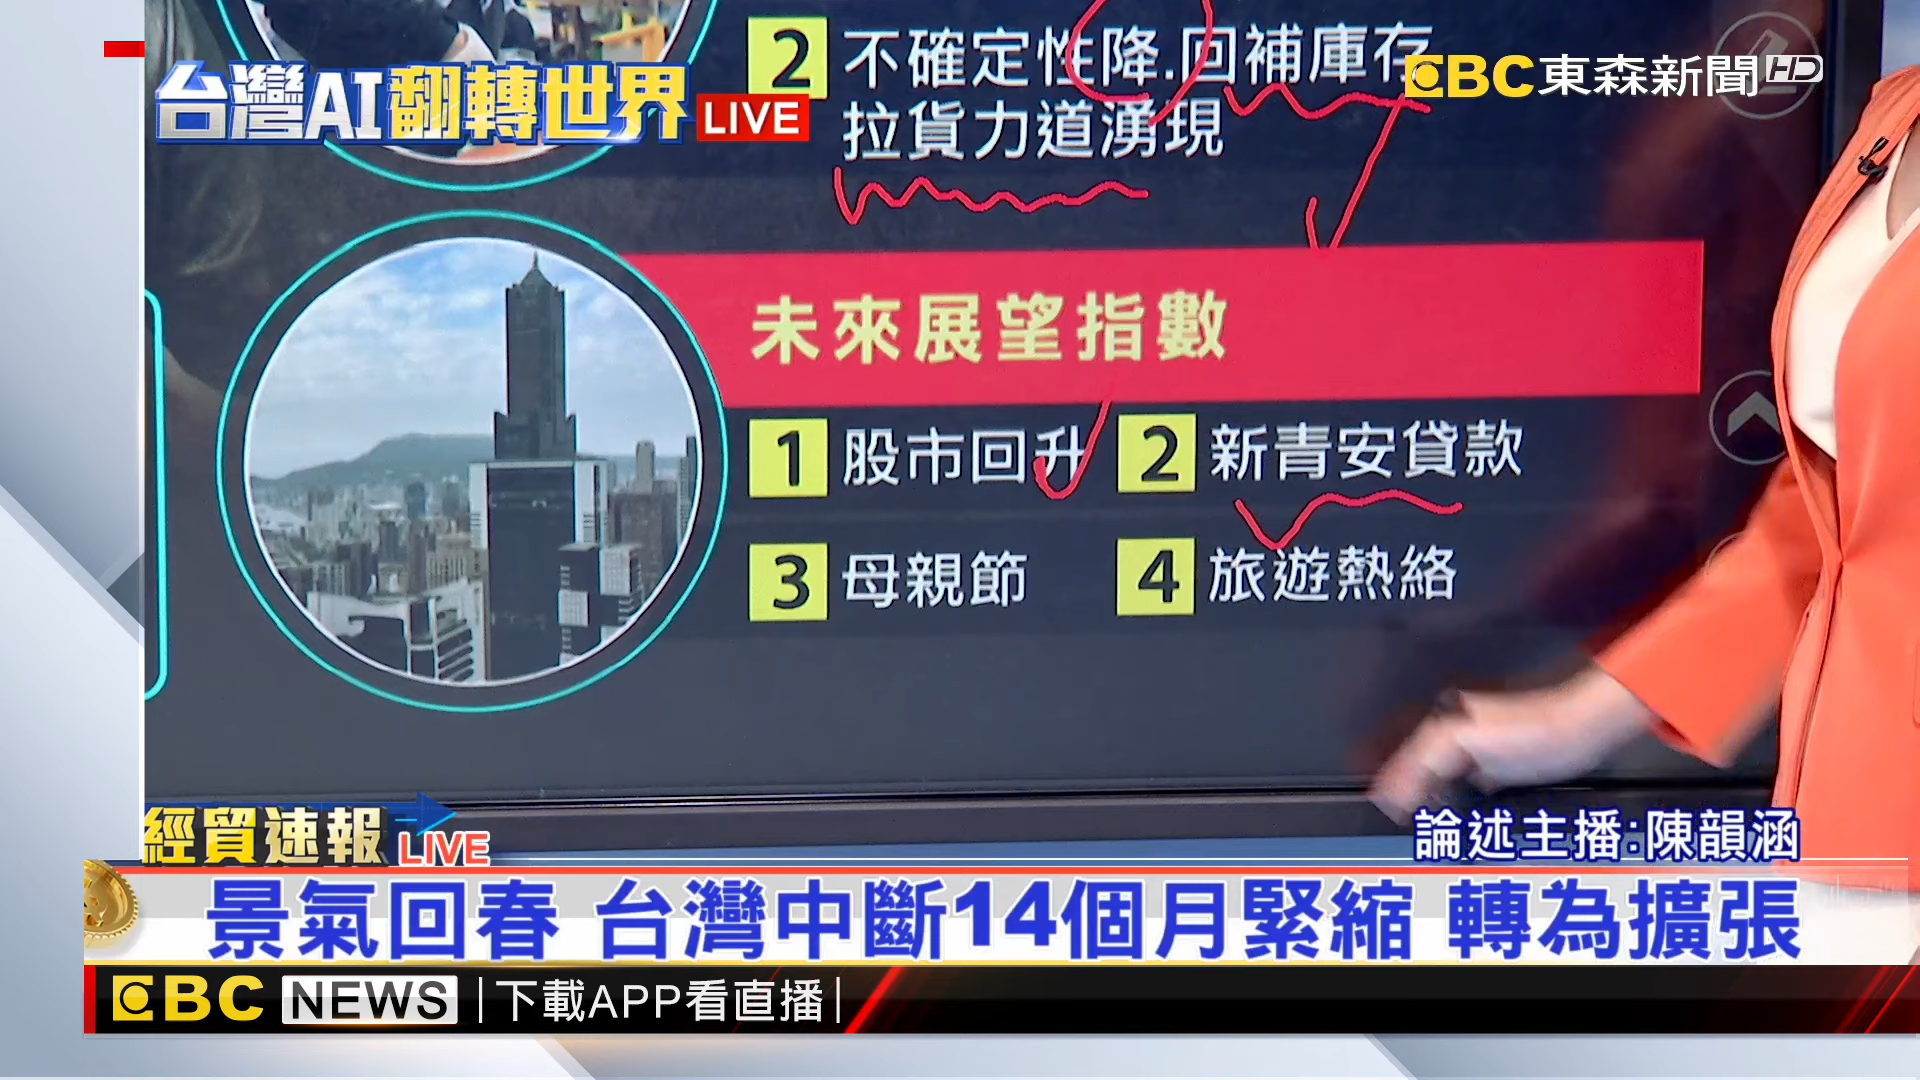 2 不確定性降.回補庫存
拉貨力道湧現
EBC東森新聞HD
台灣AI翻轉世界 LIVE
未來展望指數
1 股市回升 2 新青安貸款
3 母親節 4 旅遊熱絡
經貿速報 LIVE
論述主播:陳韻涵
景氣回春 台灣中斷14個月緊縮 轉為擴張
EBC NEWS |下載APP看直播|